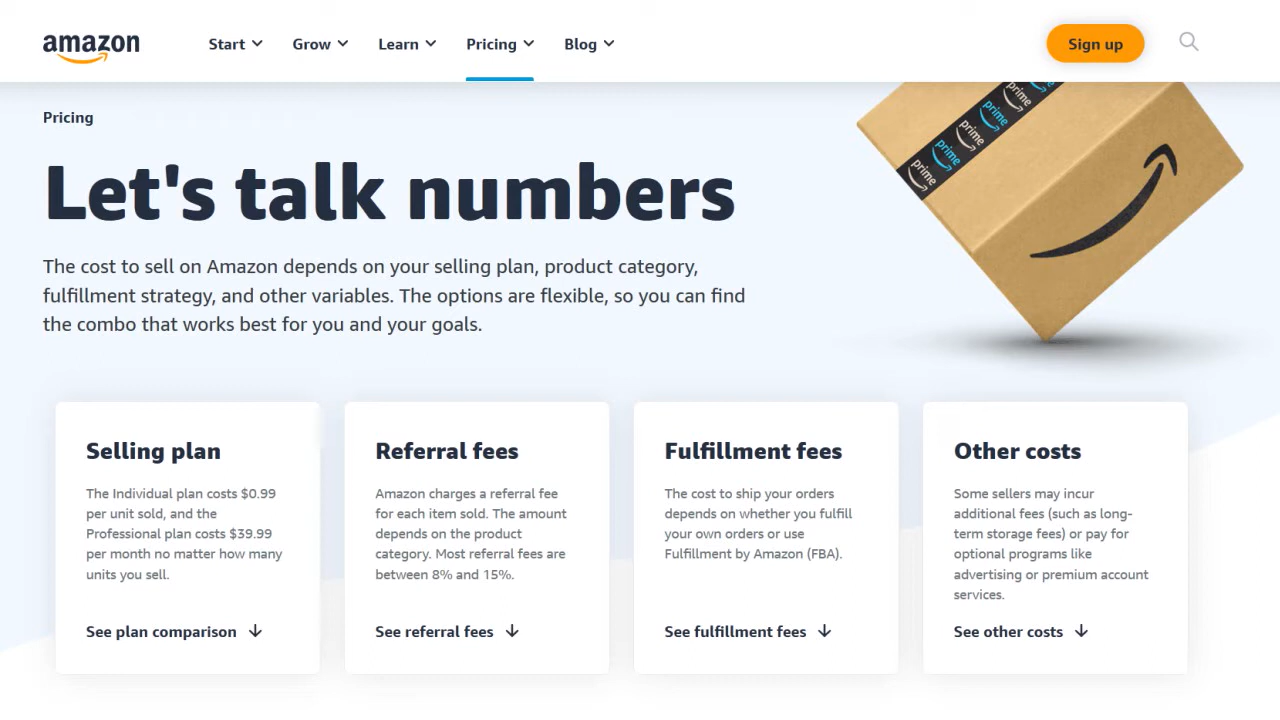 amazon
Start
Grow
Learn
Pricing
Blog
Sign up
Pricing
Let's talk numbers
The cost to sell on Amazon depends on your selling plan, product category,
fulfillment strategy, and other variables. The options are flexible, so you can find
the combo that works best for you and your goals.
prime
prime
prime
prime
prime
Selling plan
The Individual plan costs $0.99
per unit sold, and the
Professional plan costs $39.99
per month no matter how many
units you sell.
See plan comparison
Referral fees
Amazon charges a referral fee
for each item sold. The amount
depends on the product
category. Most referral fees are
between 8% and 15%.
See referral fees
Fulfillment fees
The cost to ship your orders
depends on whether you fulfill
your own orders or use
Fulfillment by Amazon (FBA).
See fulfillment fees
Other costs
Some sellers may incur
additional fees (such as long-
term storage fees) or pay for
optional programs like
advertising or premium account
services.
See other costs